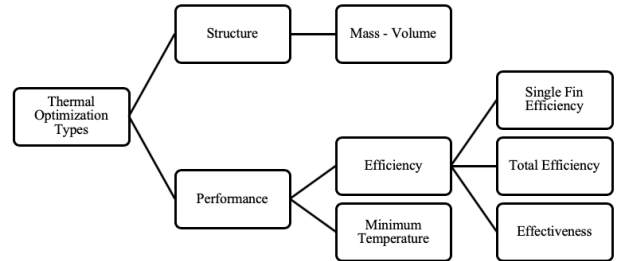 Structure
Mass - Volume
Thermal
Optimization
Types
Single Fin
Efficiency
Performance
Efficiency
Total Efficiency
Minimum
Temperature
Effectiveness